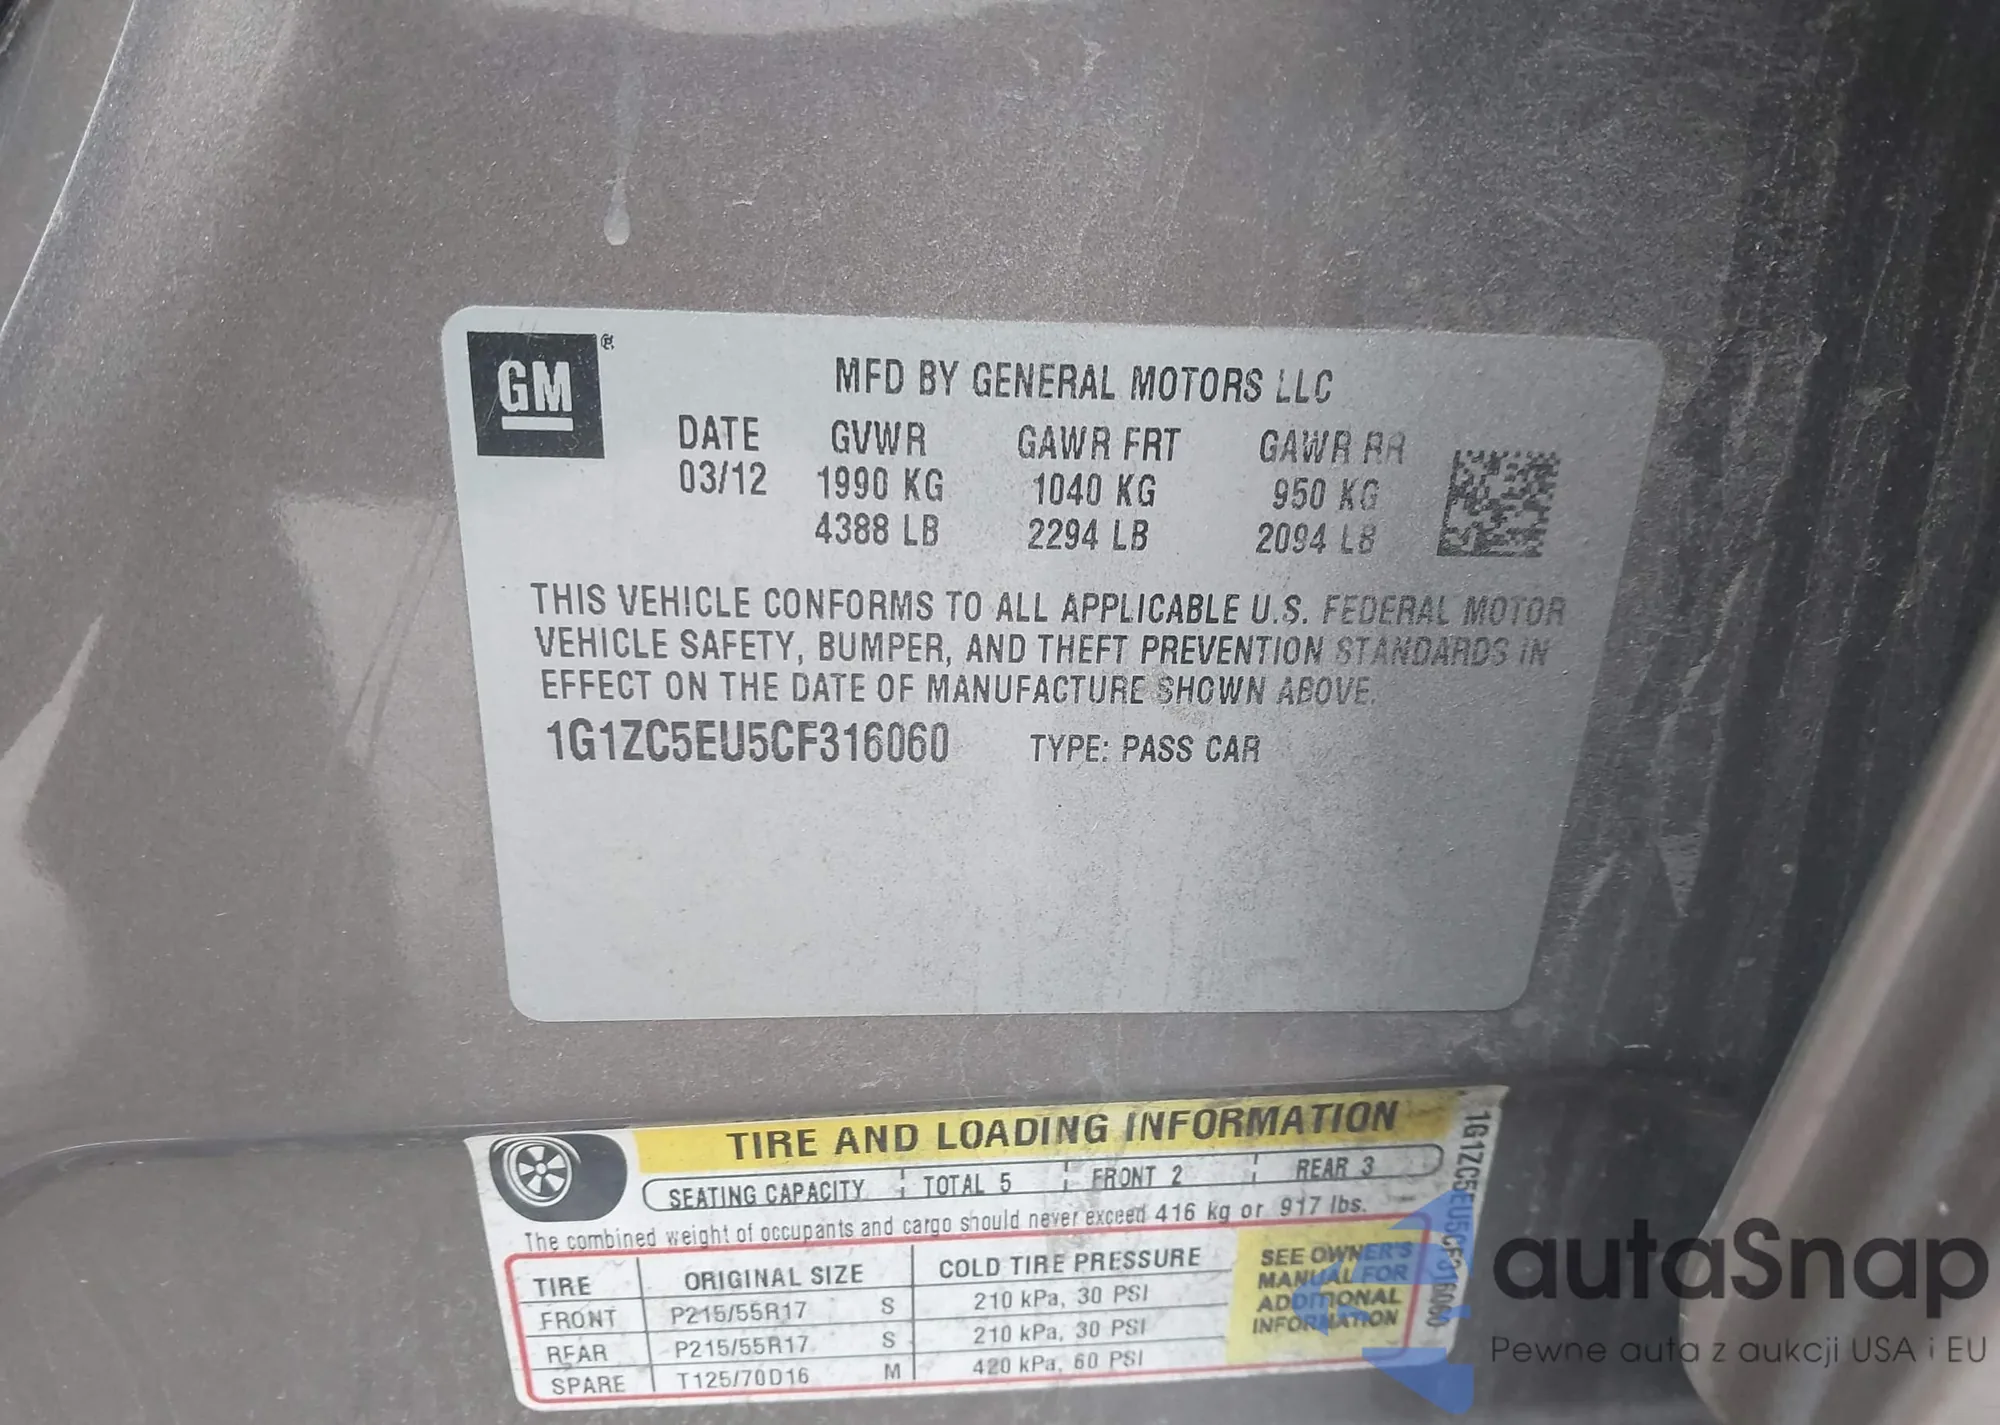 GM
MFD BY GENERAL MOTORS LLC
DATE GVWR GAWR FRT GAWR RR
03/12 1990 KG 1040 KG 950 KG
4388 LB 2294 LB 2094 LB
THIS VEHICLE CONFORMS TO ALL APPLICABLE U.S. FEDERAL MOTOR
VEHICLE SAFETY, BUMPER, AND THEFT PREVENTION STANDARDS IN
EFFECT ON THE DATE OF MANUFACTURE SHOWN ABOVE.
1G1ZC5EU5CF316060 TYPE: PASS CAR
TIRE AND LOADING INFORMATION
SEATING CAPACITY TOTAL 5 FRONT 2 REAR 3
The combined weight of occupants and cargo should never exceed 416 kg or 917 lbs.
TIRE ORIGINAL SIZE COLD TIRE PRESSURE
FRONT P215/55R17 S 210 kPa, 30 PSI
REAR P215/55R17 S 210 kPa, 30 PSI
SPARE T125/70D16 M 420 kPa, 60 PSI
SEE OWNER'S
MANUAL FOR
ADDITIONAL
INFORMATION
1G1ZC5EU5CF316060
autaSnap
Pewne auta z aukcji USA i EU